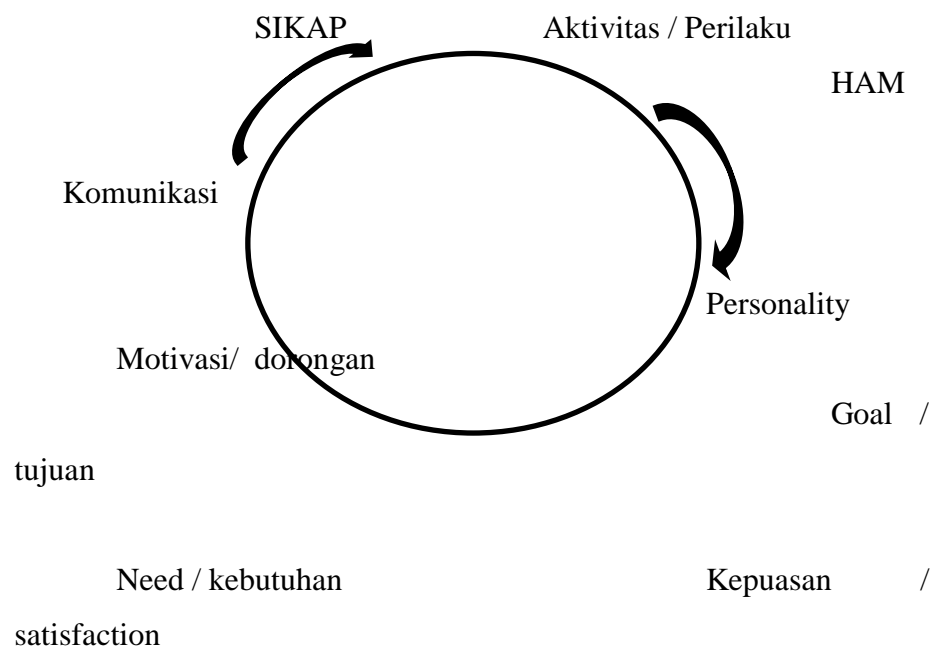 SIKAP Aktivitas / Perilaku
HAM
Komunikasi
Personality
Motivasi/ dorongan
Goal /
tujuan
Need / kebutuhan Kepuasan /
satisfaction